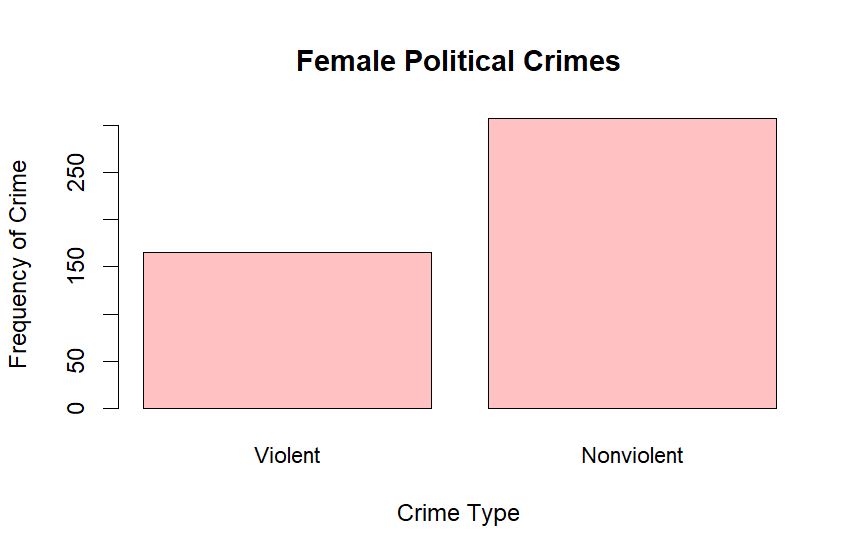 Female Political Crimes
Frequency of Crime
250
150
50
0
Violent
Nonviolent
Crime Type